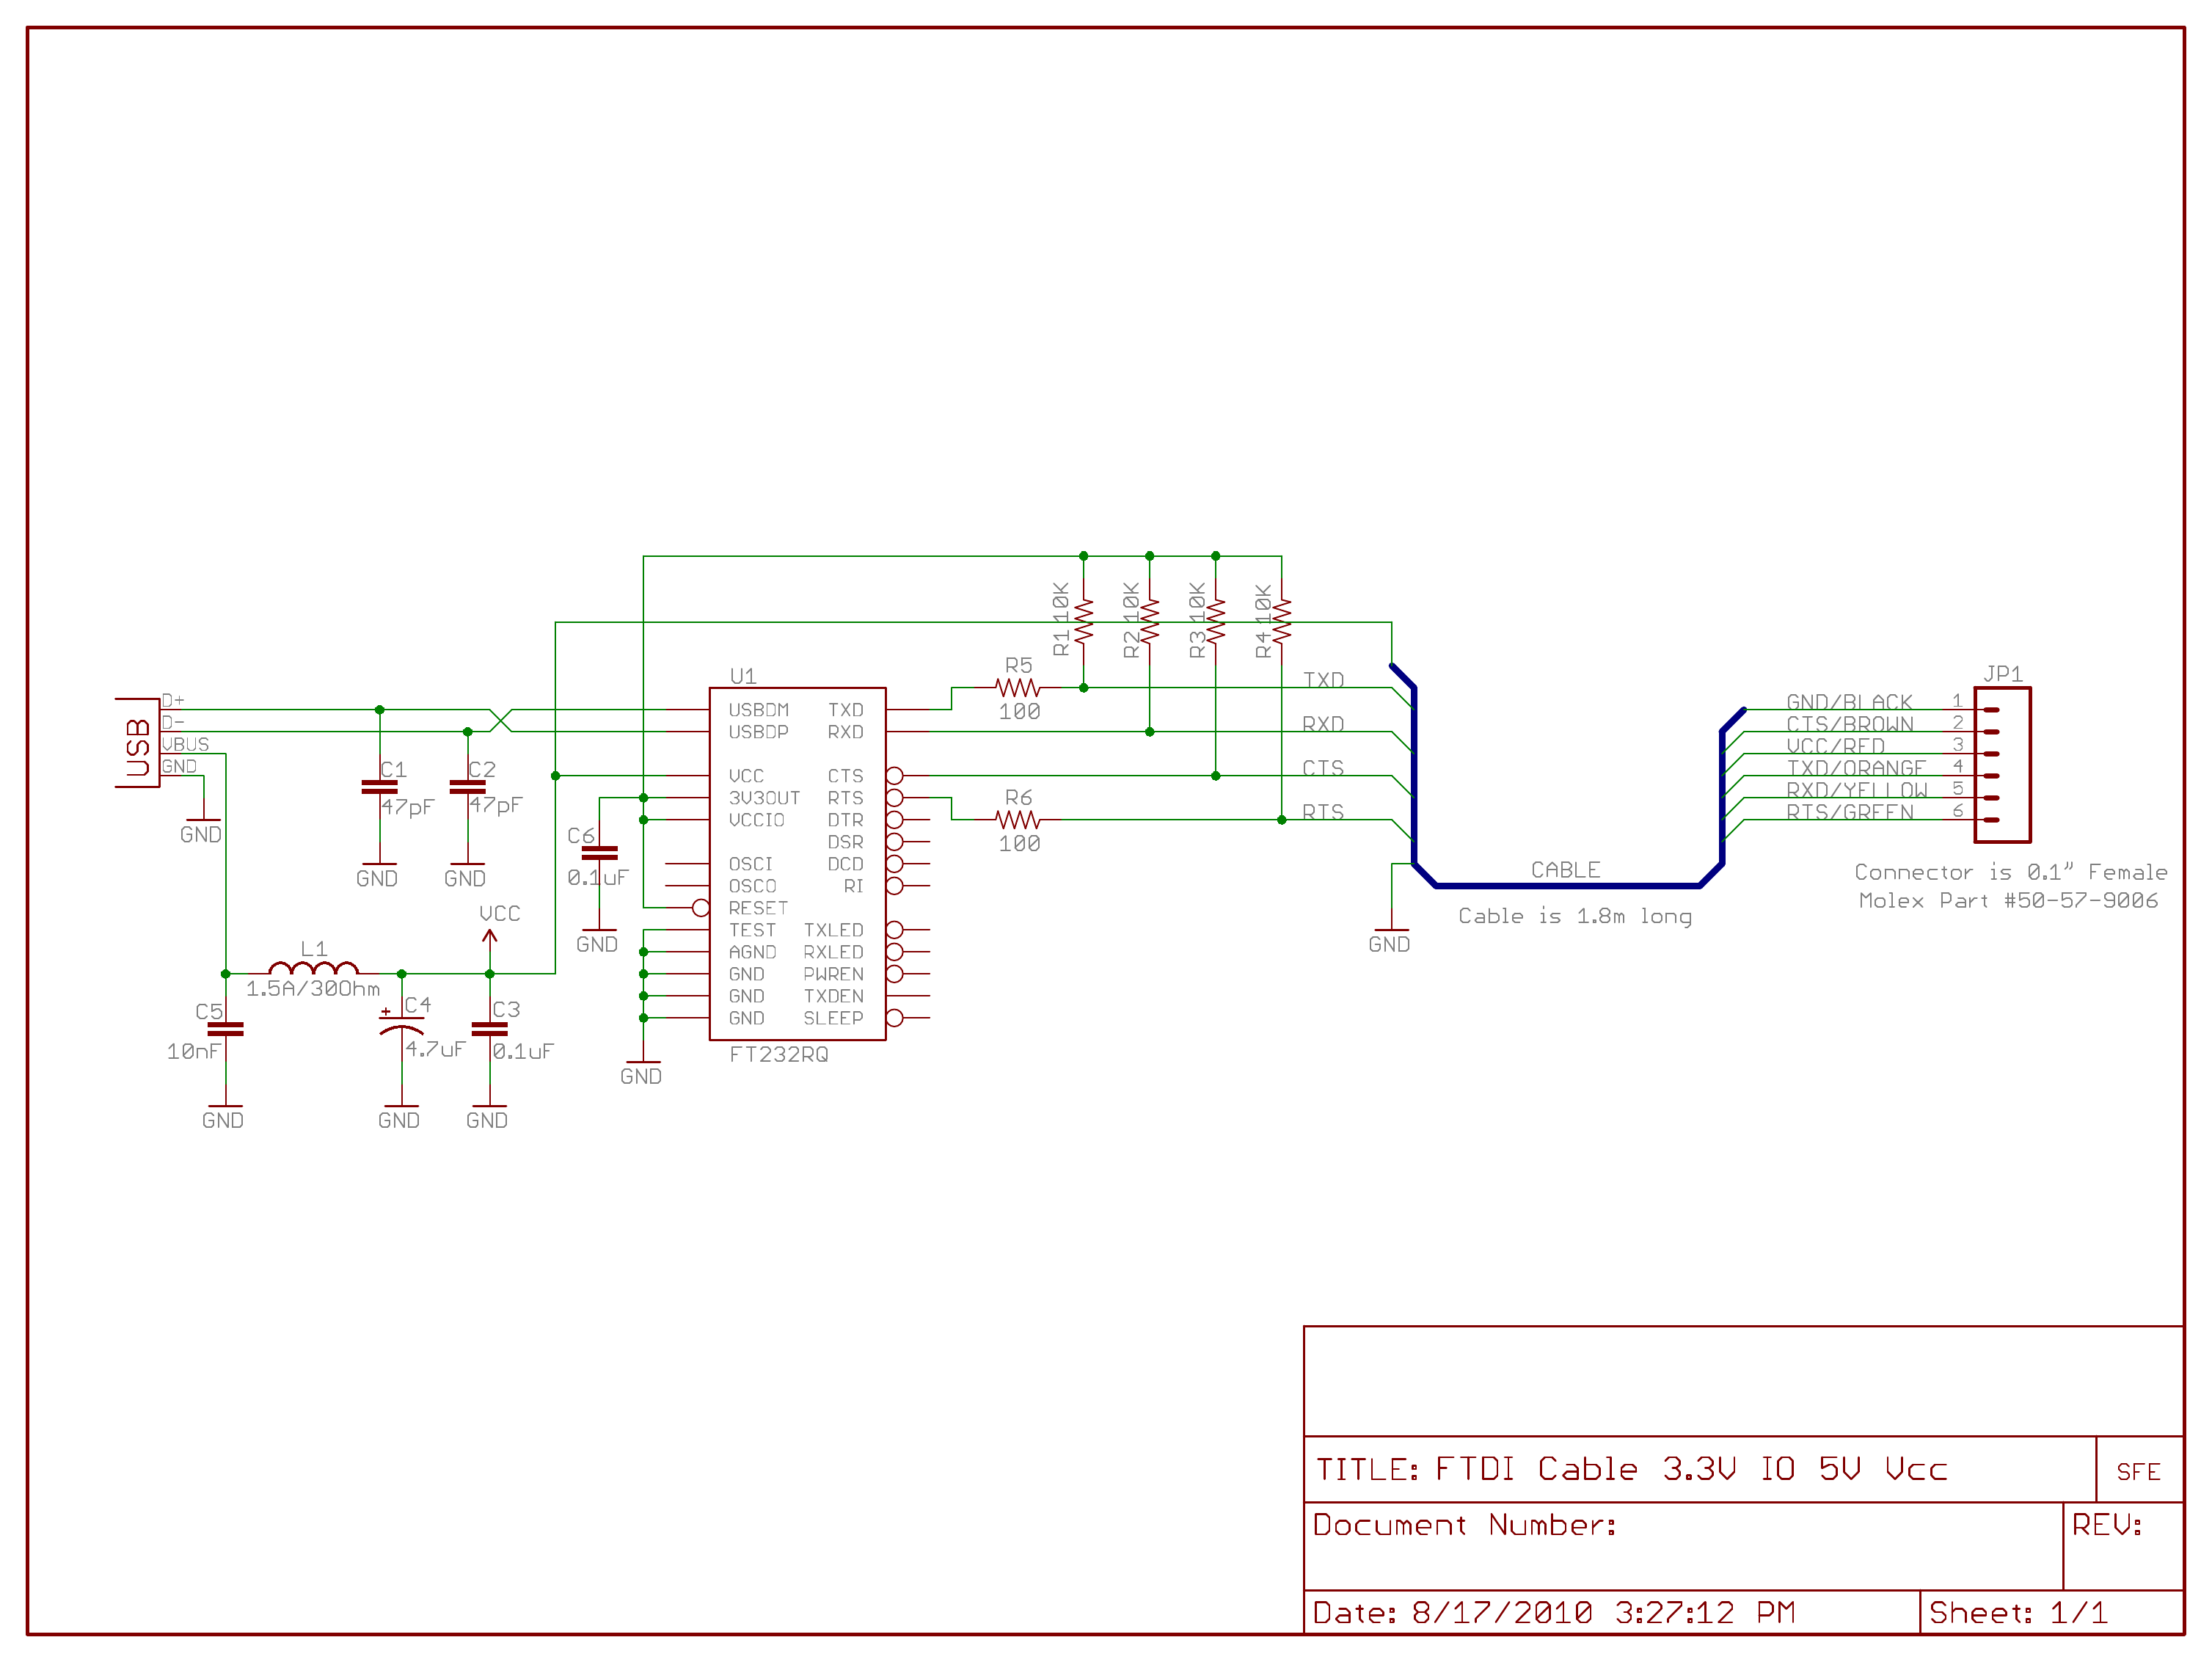 R1 10K
R2 10K
R3 10K
R4 10K
U1
R5
100
TXD
RXD
CTS
RTS
R6
100
USB
D+
D-
VBUS
GND
GND
C1
47pF
GND
C2
47pF
GND
C6
0.1uF
GND
VCC
L1
1.5A/30Ohm
C5
10nF
GND
C4
+
4.7uF
GND
C3
0.1uF
GND
USBDM TXD
USBDP RXD
VCC CTS
3V3OUT RTS
VCCIO DTR
DSR
OSCI DCD
OSCO RI
RESET
TEST TXLED
AGND RXLED
GND PWREN
GND TXDEN
GND SLEEP
FT232RQ
GND
GND
CABLE
Cable is 1.8m long
JP1
GND/BLACK 1
CTS/BROWN 2
VCC/RED 3
TXD/ORANGE 4
RXD/YELLOW 5
RTS/GREEN 6
Connector is 0.1" Female
Molex Part #50-57-9006
TITLE: FTDI Cable 3.3V IO 5V Vcc SFE
Document Number: REV:
Date: 8/17/2010 3:27:12 PM Sheet: 1/1